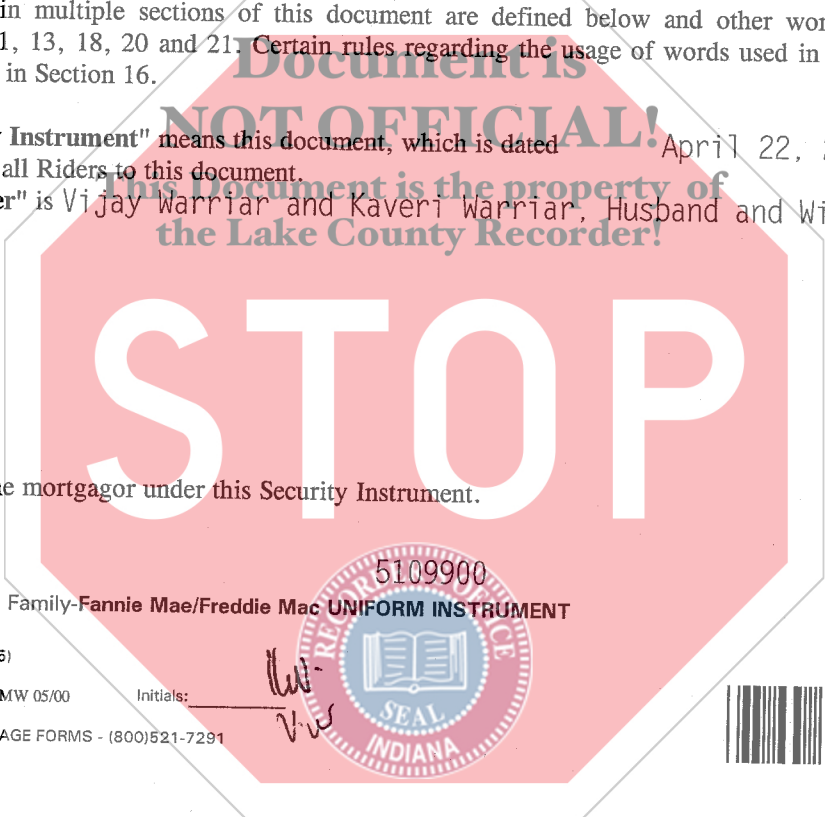 in multiple sections of this document are defined below and other wor
1, 13, 18, 20 and 21. Certain rules regarding the usage of words used in
in Section 16.
Document is
NOT OFFICIAL!
Instrument" means this document, which is dated April 22,
all Riders to this document.
This Document is the property of
er" is Vijay Warriar and Kaveri Warriar, Husband and Wi
the Lake County Recorder!
STOP
e mortgagor under this Security Instrument.
5109900
Family-Fannie Mae/Freddie Mac UNIFORM INSTRUMENT
MW 05/00 Initials:
SEAL
INDIANA
AGE FORMS - (800)521-7291